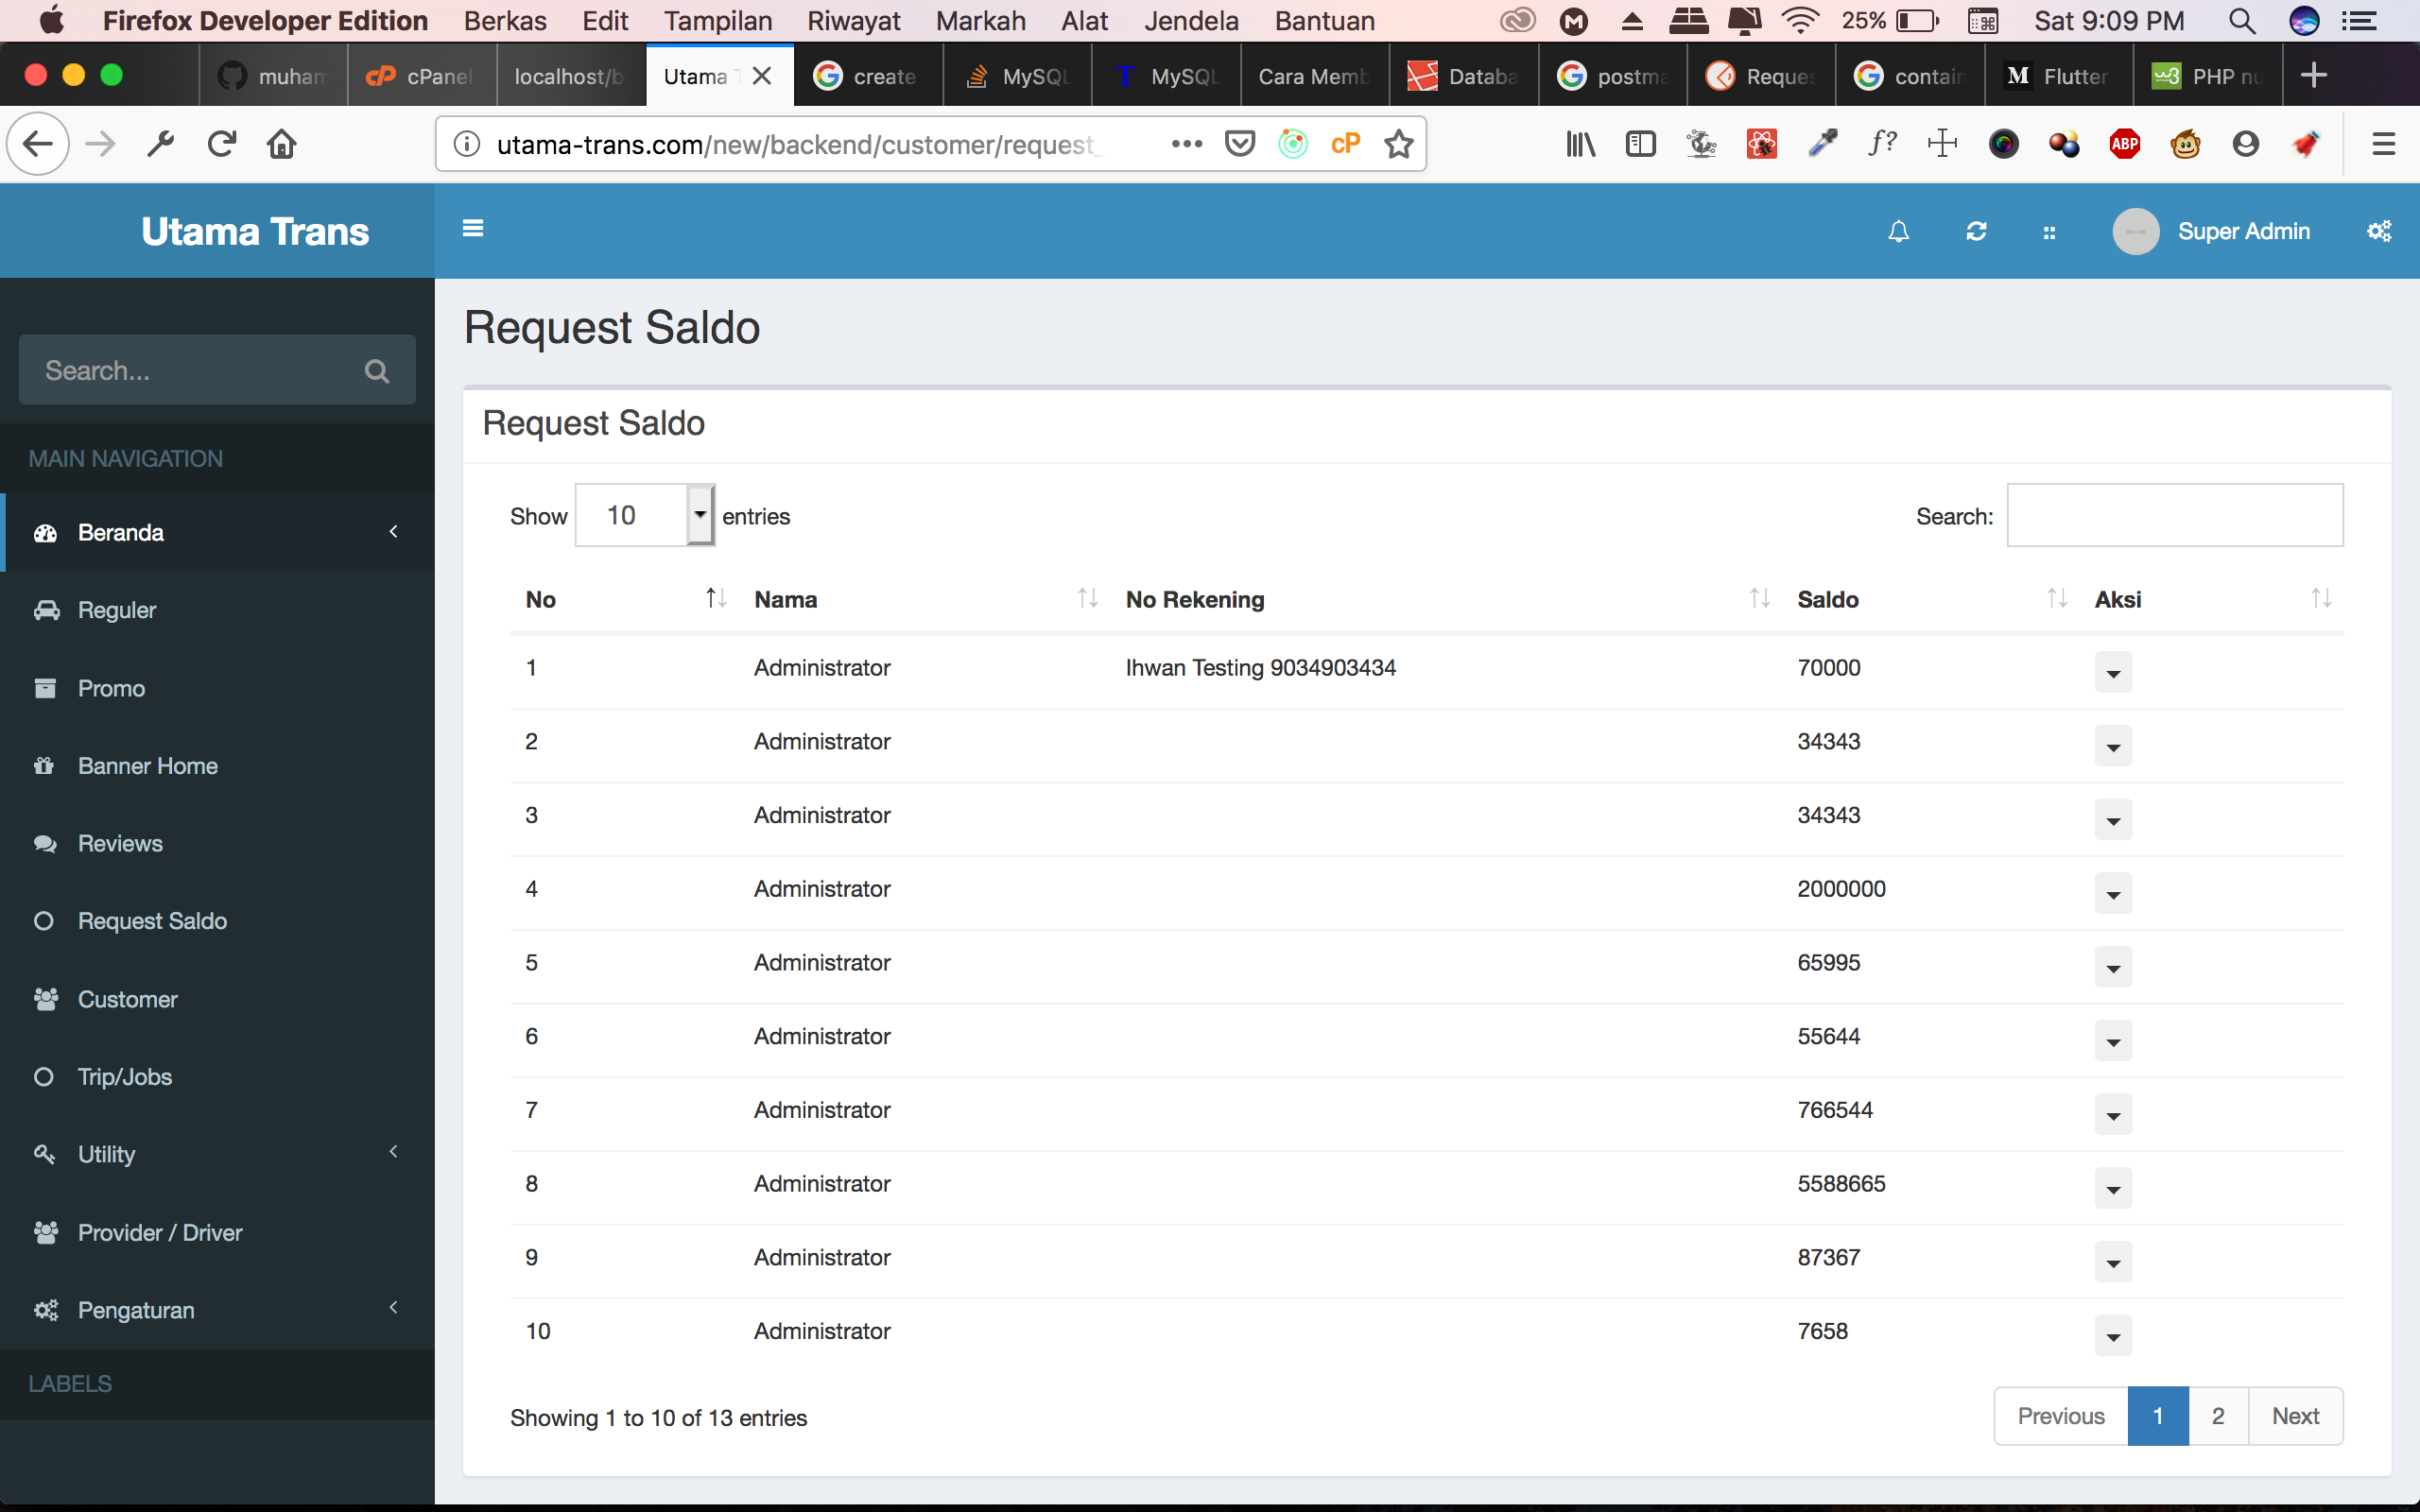 Firefox Developer Edition Berkas Edit Tampilan Riwayat Markah Alat Jendela Bantuan 25% Sat 9:09 PM
muham cPanel localhost/b Utama T create MySQL MySQL Cara Memb Databa postma Reques contain Flutter PHP nu
utama-trans.com/new/backend/customer/request_ cP f? ABP
Utama Trans Super Admin
Request Saldo
Search...
Request Saldo
MAIN NAVIGATION
Show 10 entries Search:
Beranda
Reguler
Promo
Banner Home
Reviews
Request Saldo
Customer
Trip/Jobs
Utility
Provider / Driver
Pengaturan
LABELS
No Nama No Rekening Saldo Aksi
1 Administrator Ihwan Testing 9034903434 70000
2 Administrator 34343
3 Administrator 34343
4 Administrator 2000000
5 Administrator 65995
6 Administrator 55644
7 Administrator 766544
8 Administrator 5588665
9 Administrator 87367
10 Administrator 7658
Showing 1 to 10 of 13 entries Previous 1 2 Next